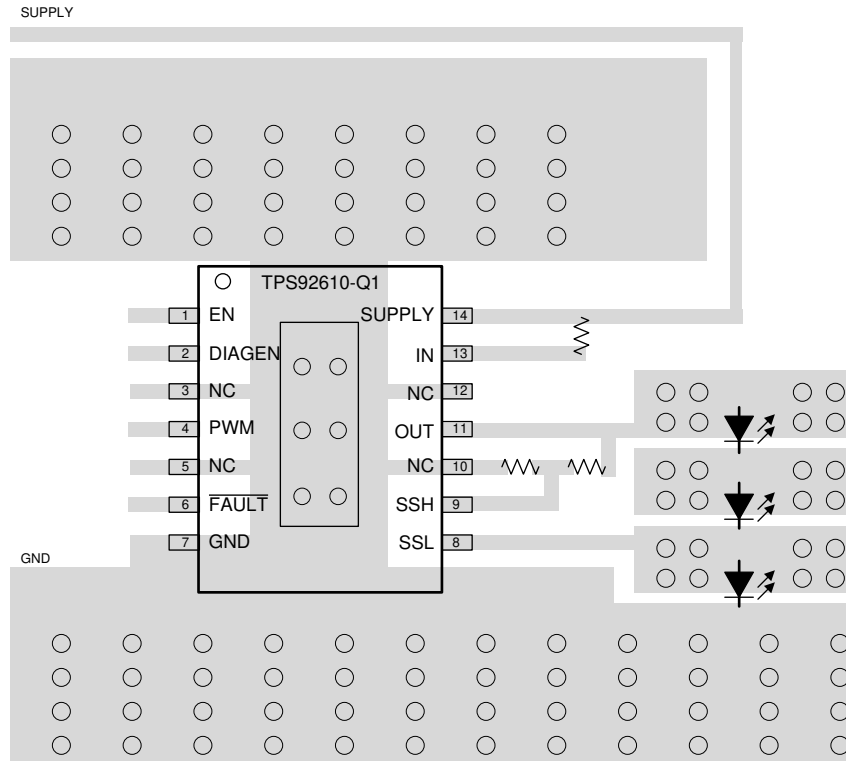 SUPPLY
TPS92610-Q1
1 EN SUPPLY 14
2 DIAGEN IN 13
3 NC NC 12
4 PWM OUT 11
5 NC NC 10
6 FAULT SSH 9
7 GND SSL 8
GND